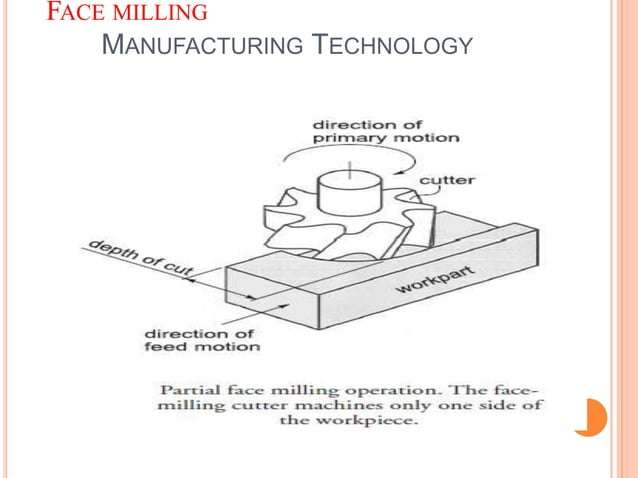 FACE MILLING
MANUFACTURING TECHNOLOGY
direction of
primary motion
cutter
depth of cut
workpart
direction of
feed motion
Partial face milling operation. The face-
milling cutter machines only one side of
the workpiece.